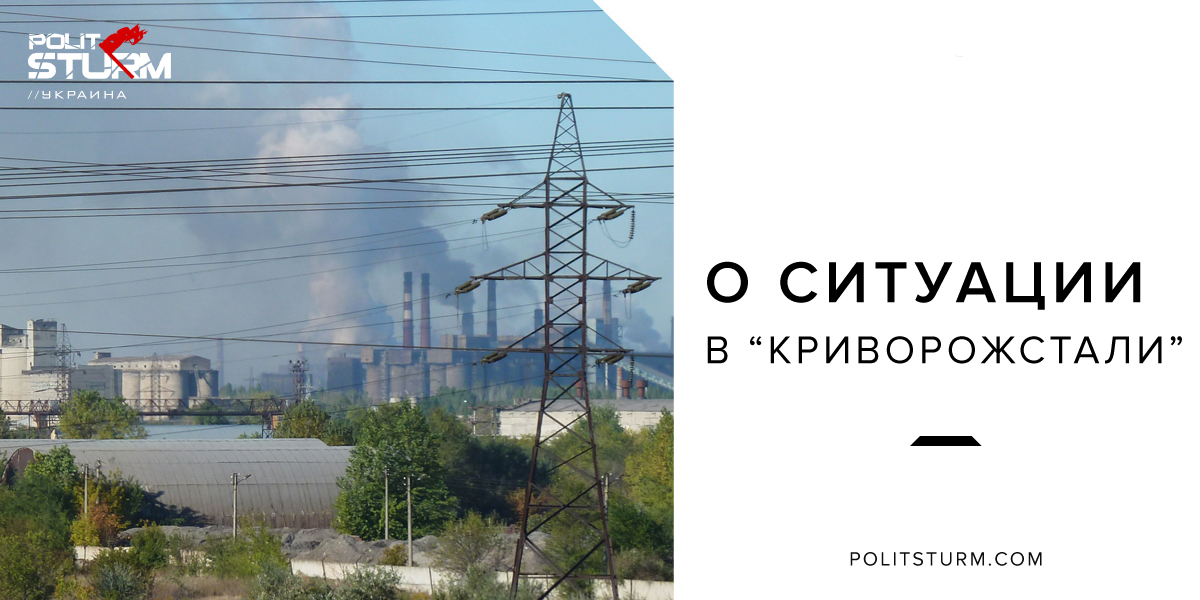 POLIT
STURM
//УКРАИНА
О СИТУАЦИИ
В “КРИВОРОЖСТАЛИ”
POLITSTURM.COM